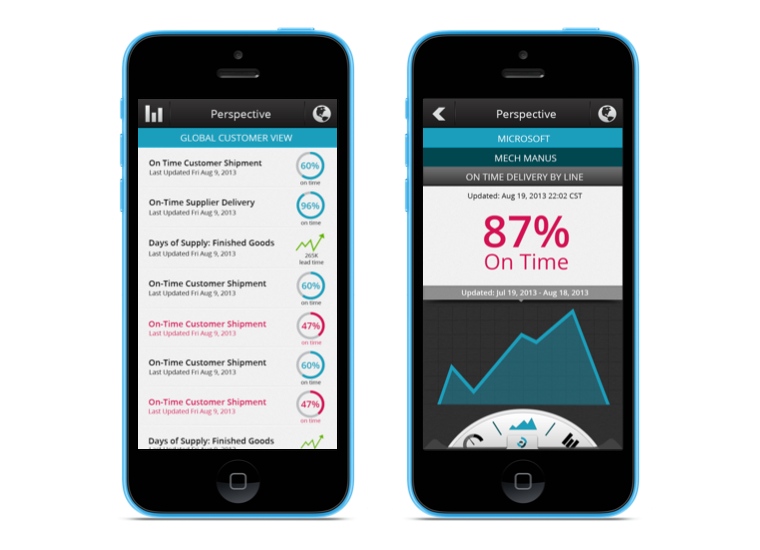 Perspective
GLOBAL CUSTOMER VIEW
On Time Customer Shipment
Last Updated Fri Aug 9, 2013
60%
on time
On-Time Supplier Delivery
Last Updated Fri Aug 9, 2013
96%
on time
Days of Supply: Finished Goods
Last Updated Fri Aug 9, 2013
265K
lead time
On-Time Customer Shipment
Last Updated Fri Aug 9, 2013
60%
on time
On-Time Customer Shipment
Last Updated Fri Aug 9, 2013
47%
on time
On-Time Customer Shipment
Last Updated Fri Aug 9, 2013
60%
on time
On-Time Customer Shipment
Last Updated Fri Aug 9, 2013
47%
on time
Days of Supply: Finished Goods
Perspective
MICROSOFT
MECH MANUS
ON TIME DELIVERY BY LINE
Updated: Aug 19, 2013 22:02 CST
87%
On Time
Updated: Jul 19, 2013 - Aug 18, 2013